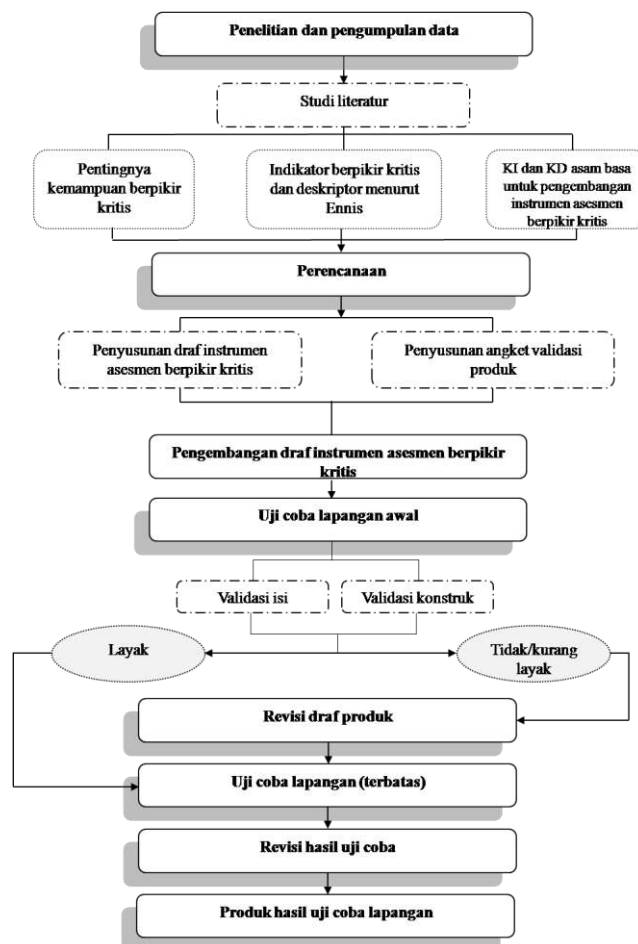 Penelitian dan pengumpulan data
Studi literatur
Pentingnya
kemampuan berpikir
kritis
Indikator berpikir kritis
dan deskriptor menurut
Ennis
KI dan KD asam basa
untuk pengembangan
instrumen asesmen
berpikir kritis
Perencanaan
Penyusunan draf instrumen
asesmen berpikir kritis
Penyusunan angket validasi
produk
Pengembangan draf instrumen asesmen berpikir
kritis
Uji coba lapangan awal
Validasi isi
Validasi konstruk
Layak
Tidak/kurang
layak
Revisi draf produk
Uji coba lapangan (terbatas)
Revisi hasil uji coba
Produk hasil uji coba lapangan